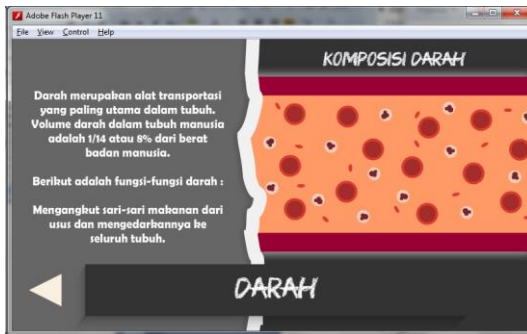 Adobe Flash Player 11
File View Control Help
KOMPOSISI DARAH
Darah merupakan alat transportasi
yang paling utama dalam tubuh.
Volume darah dalam tubuh manusia
adalah 1/14 atau 8% dari berat
badan manusia.
Berikut adalah fungsi-fungsi darah :
Mengangkut sari-sari makanan dari
usus dan mengedarkannya ke
seluruh tubuh.
DARAH